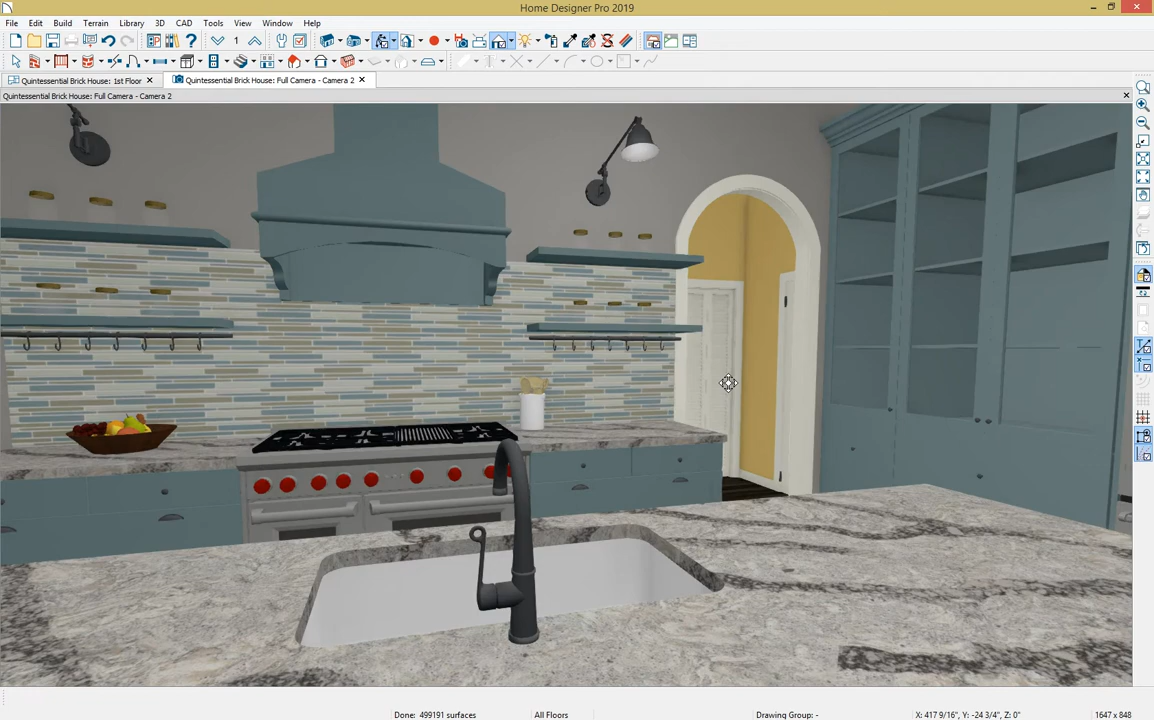 Home Designer Pro 2019
File Edit Build Terrain Library 3D CAD Tools View Window Help
1
Quintessential Brick House: 1st Floor
Quintessential Brick House: Full Camera - Camera 2
Quintessential Brick House: Full Camera - Camera 2
Done: 499191 surfaces All Floors Drawing Group: - X: 417 9/16", Y: -24 3/4", Z: 0" 1647 x 848